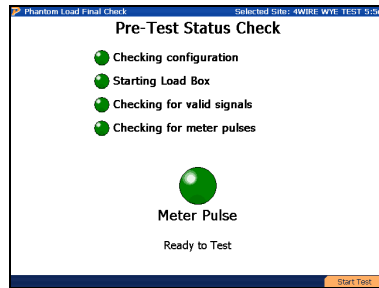 Phantom Load Final Check Selected Site: 4WIRE WYE TEST
Pre-Test Status Check
Checking configuration
Starting Load Box
Checking for valid signals
Checking for meter pulses
Meter Pulse
Ready to Test
Start Test